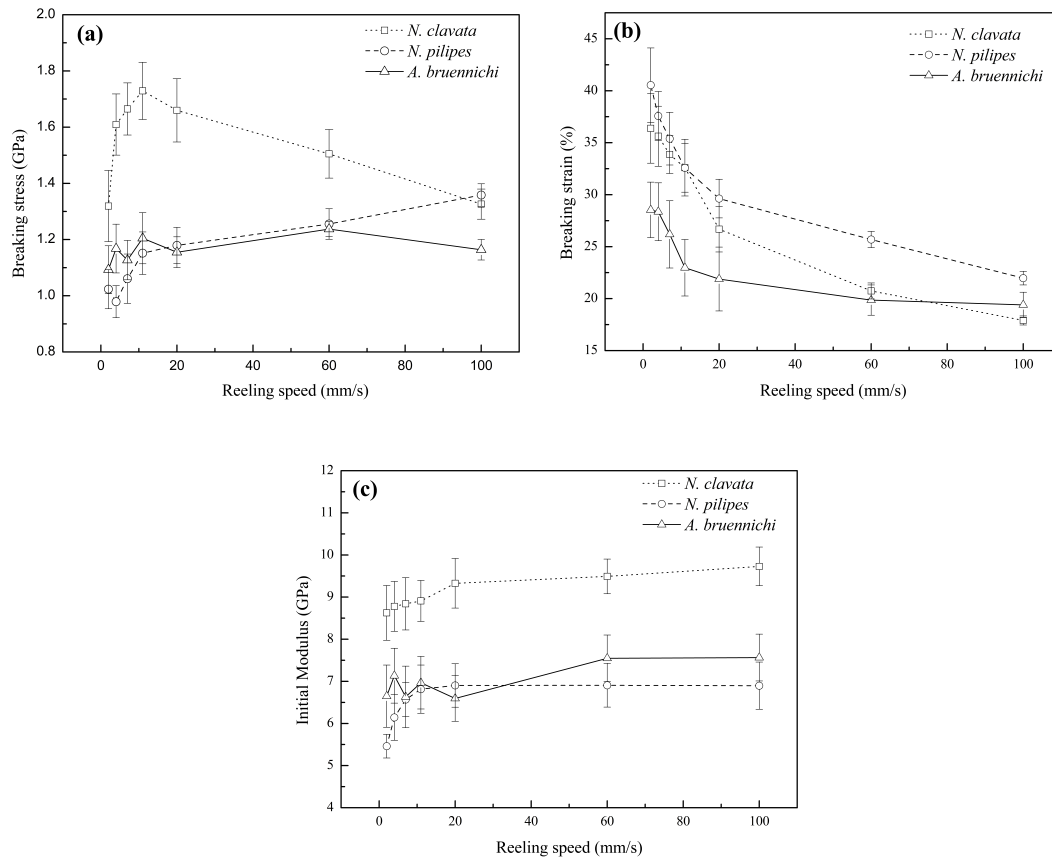 (a)
N. clavata
N. pilipes
A. bruennichi
2.0
1.8
1.6
1.4
1.2
1.0
0.8
Breaking stress (GPa)
0 20 40 60 80 100
Reeling speed (mm/s)
(b)
N. clavata
N. pilipes
A. bruennichi
45
40
35
30
25
20
15
Breaking strain (%)
0 20 40 60 80 100
Reeling speed (mm/s)
(c)
N. clavata
N. pilipes
A. bruennichi
12
11
10
9
8
7
6
5
4
Initial Modulus (GPa)
0 20 40 60 80 100
Reeling speed (mm/s)